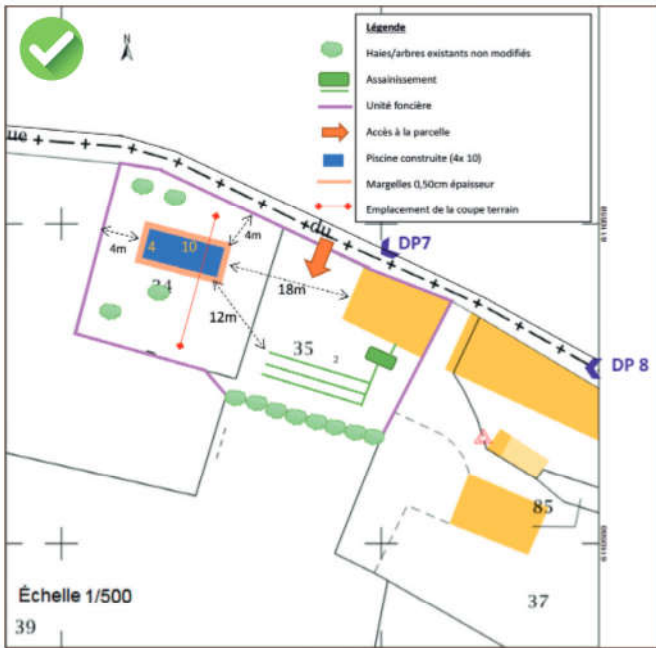 N
Légende
Haies/arbres existants non modifiés
Assainissement
Unité foncière
Accès à la parcelle
Piscine construite (4x 10)
Margelles 0,50cm épaisseur
Emplacement de la coupe terrain
ue
du
DP7
4m
4 10
4m
34
18m
12m
35
2
DP 8
85
37
Échelle 1/500
39